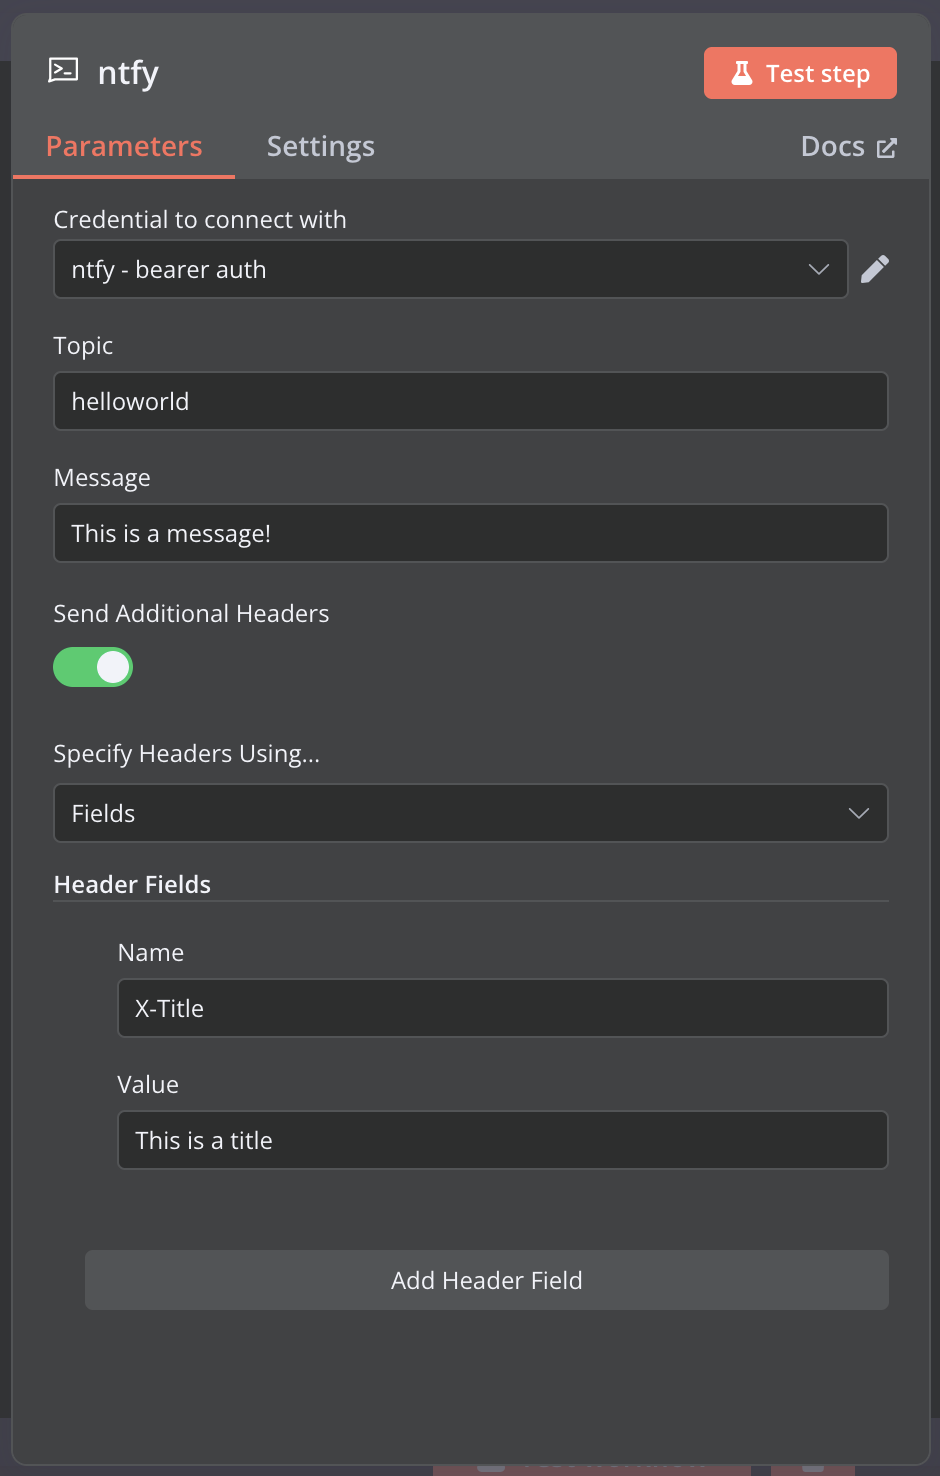 ntfy
Test step
Parameters
Settings
Docs
Credential to connect with
ntfy - bearer auth
Topic
helloworld
Message
This is a message!
Send Additional Headers
Specify Headers Using...
Fields
Header Fields
Name
X-Title
Value
This is a title
Add Header Field